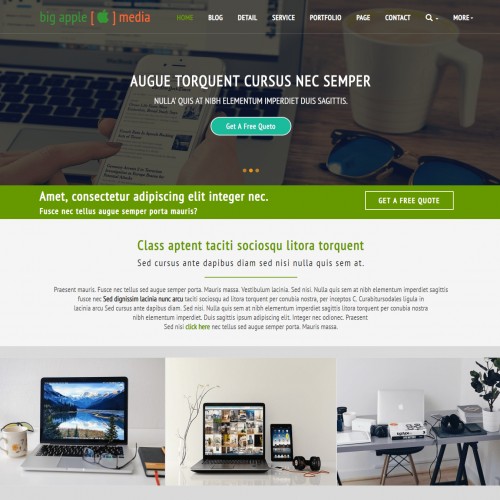 big apple [ ] media
HOME BLOG DETAIL SERVICE PORTFOLIO PAGE CONTACT MORE
AUGUE TORQUENT CURSUS NEC SEMPER
NULLA' QUIS AT NIBH ELEMENTUM IMPERDIET DUIS SAGITTIS.
Get A Free Queto
Amet, consectetur adipiscing elit integer nec.
Fusce nec tellus augue semper porta mauris?
GET A FREE QUOTE
Class aptent taciti sociosqu litora torquent
Sed cursus ante dapibus diam sed nisi nulla quis sem at.
Praesent mauris. Fusce nec tellus sed augue semper porta. Mauris massa. Vestibulum lacinia. Sed nisi. Nulla quis sem at nibh elementum imperdiet sagittis
fusce nec Sed dignissim lacinia nunc arcu taciti sociosqu ad litora torquent per conubia nostra, per inceptos C. Curabitursodales ligula in
lacinia arcu Sed cursus ante dapibus diam. Sed nisi. Nulla quis sem at nibh elementum imperdiet sagittis torquent per conubia nostra
nibh elementum imperdiet. Duis sagittis ipsum adipiscing elit. integer nec odionec. Praesent
Sed nisi click here nec tellus sed augue semper porta. Mauris massa.